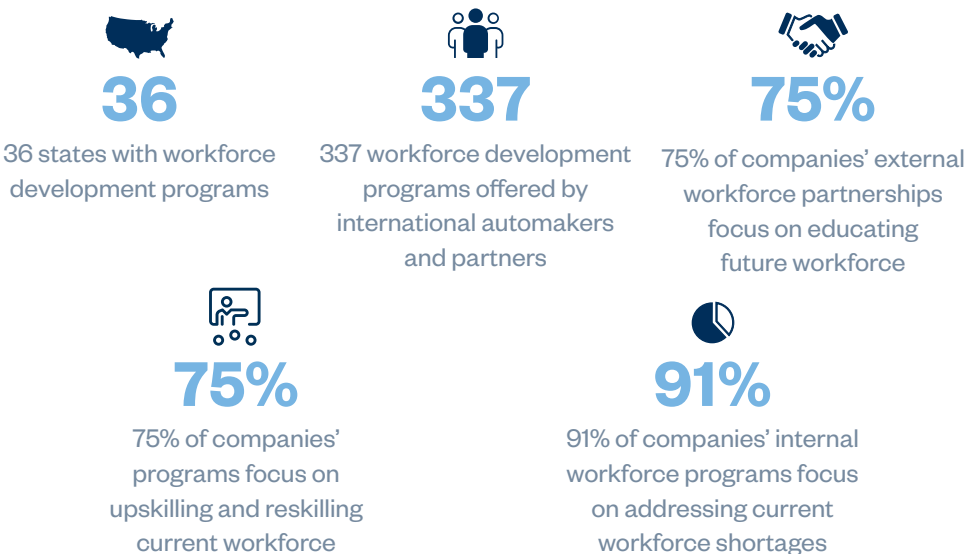 36
36 states with workforce
development programs
337
337 workforce development
programs offered by
international automakers
and partners
75%
75% of companies’ external
workforce partnerships
focus on educating
future workforce
75%
75% of companies’
programs focus on
upskilling and reskilling
current workforce
91%
91% of companies’ internal
workforce programs focus
on addressing current
workforce shortages